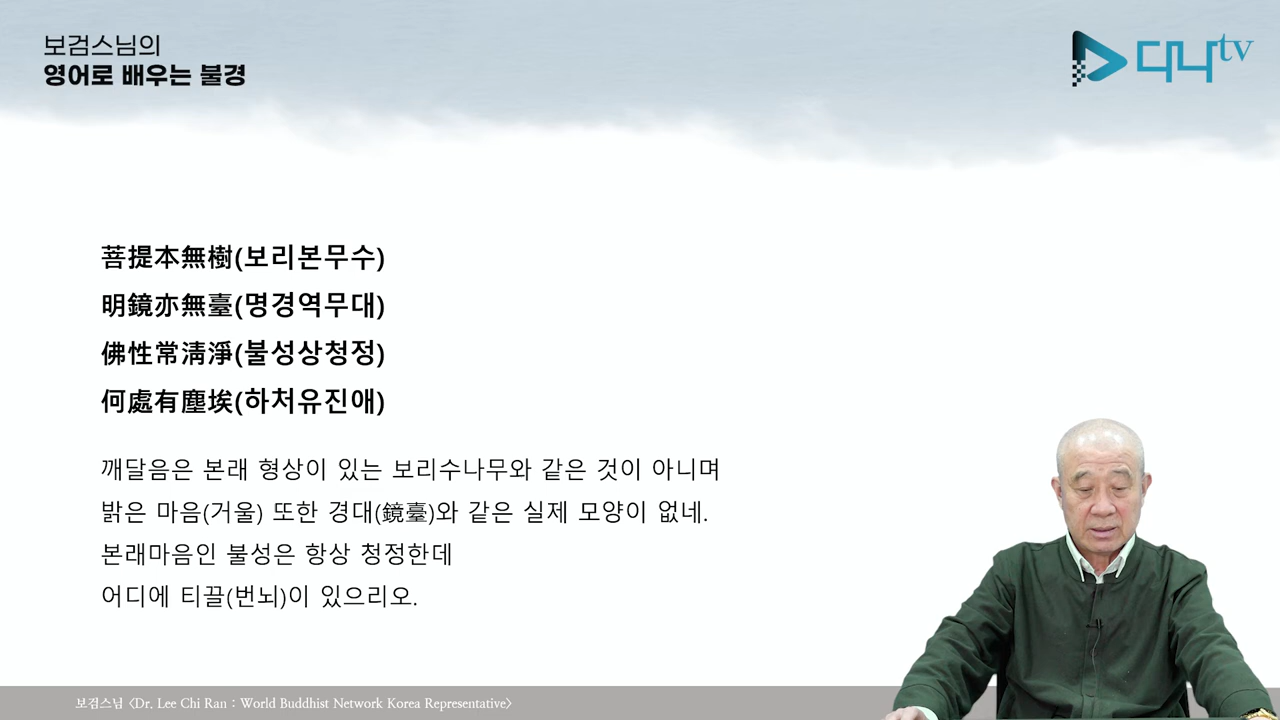 보검스님의
영어로 배우는 불경
다나tv
菩提本無樹(보리본무수)
明鏡亦無臺(명경역무대)
佛性常淸淨(불성상청정)
何處有塵埃(하처유진애)
깨달음은 본래 형상이 있는 보리수나무와 같은 것이 아니며
밝은 마음(거울) 또한 경대(鏡臺)와 같은 실제 모양이 없네.
본래마음인 불성은 항상 청정한데
어디에 티끌(번뇌)이 있으리오.
보검스님 <Dr. Lee Chi Ran : World Buddhist Network Korea Representative>